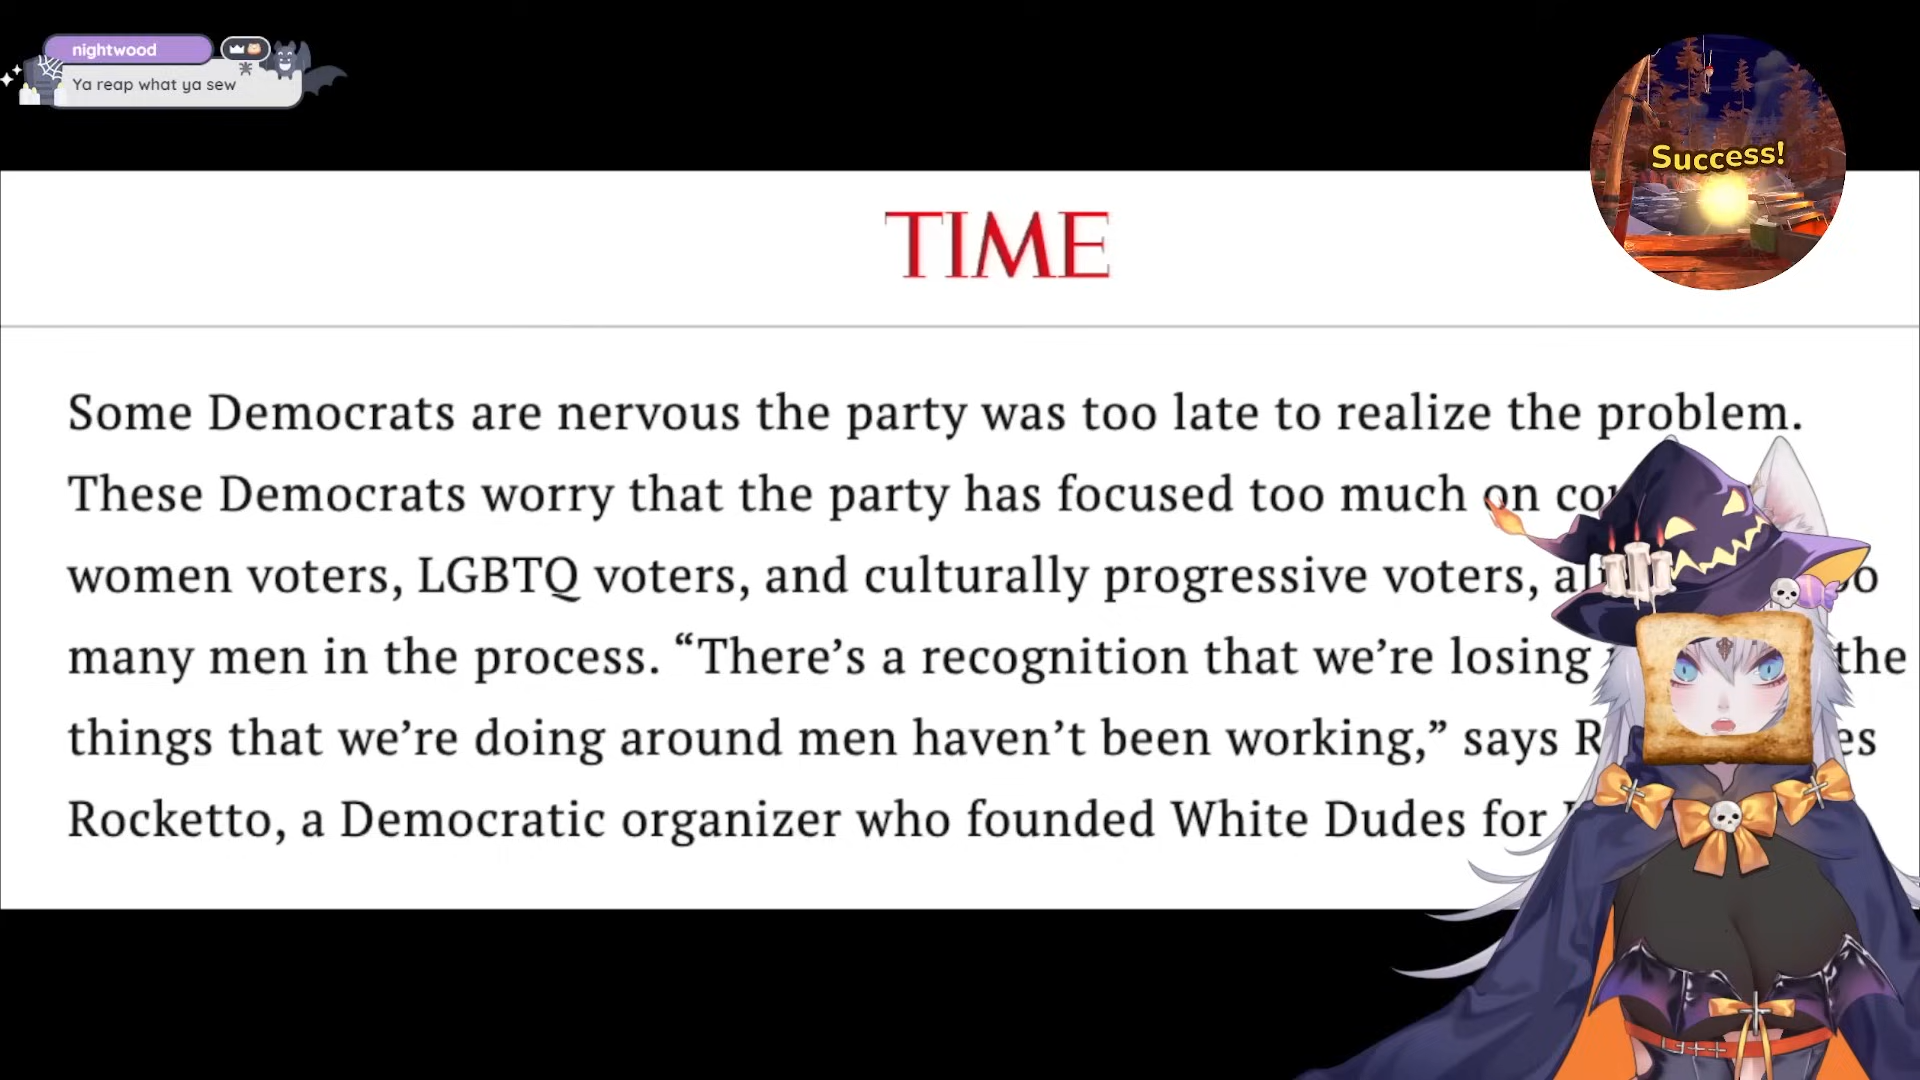 nightwood
Ya reap what ya sew
Success!
TIME
Some Democrats are nervous the party was too late to realize the problem.
These Democrats worry that the party has focused too much on
women voters, LGBTQ voters, and culturally progressive voters,
many men in the process. “There’s a recognition that we’re losing the
things that we’re doing around men haven’t been working,” says
Rocketto, a Democratic organizer who founded White Dudes for